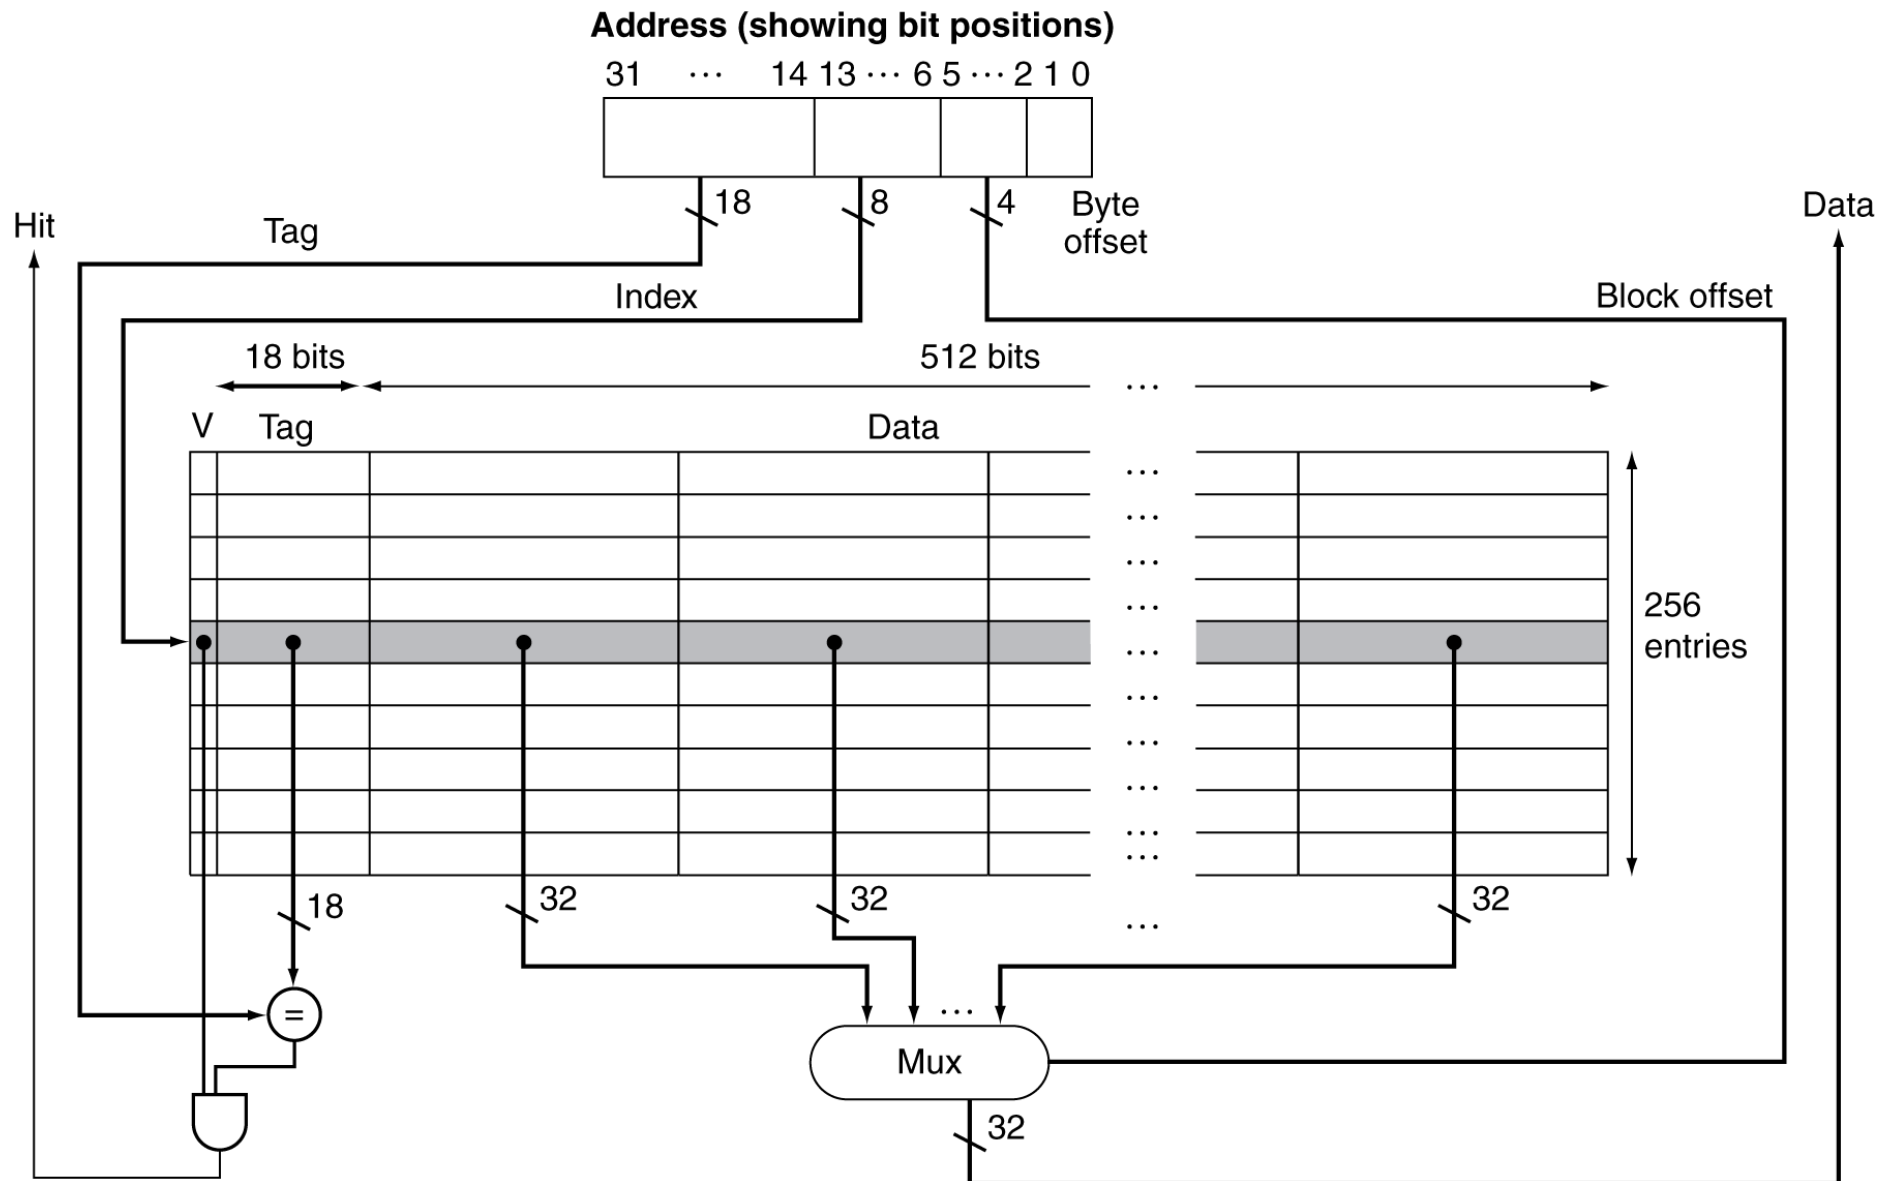 Address (showing bit positions)
31 ··· 14 13 ··· 6 5 ··· 2 1 0
18 8 4 Byte
offset
Hit
Tag
Data
Index
Block offset
18 bits
512 bits
···
V Tag Data
···
···
···
···
256
entries
···
···
···
···
···
···
18 32 32 ··· 32
=
···
Mux
32